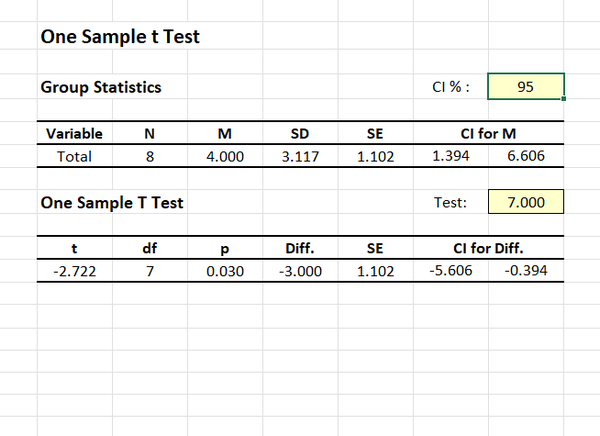 One Sample t Test
Group Statistics CI % : 95
Variable N M SD SE CI for M
Total 8 4.000 3.117 1.102 1.394 6.606
One Sample T Test Test: 7.000
t df p Diff. SE CI for Diff.
-2.722 7 0.030 -3.000 1.102 -5.606 -0.394